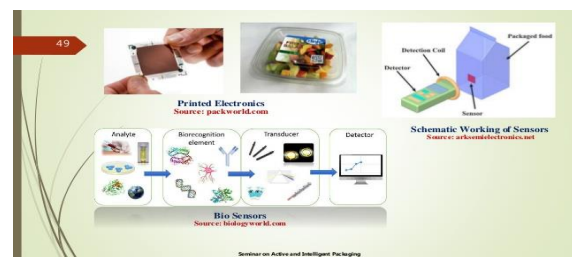 49
Printed Electronics
Source: packworld.com
Detection Coil
Detector
Packaged food
Sensor
Schematic Working of Sensors
Source: arksemielectronics.net
Analyte
Biorecognition
element
Transducer
Detector
Bio Sensors
Source: biologyworld.com
Seminar on Active and Intelligent Packaging